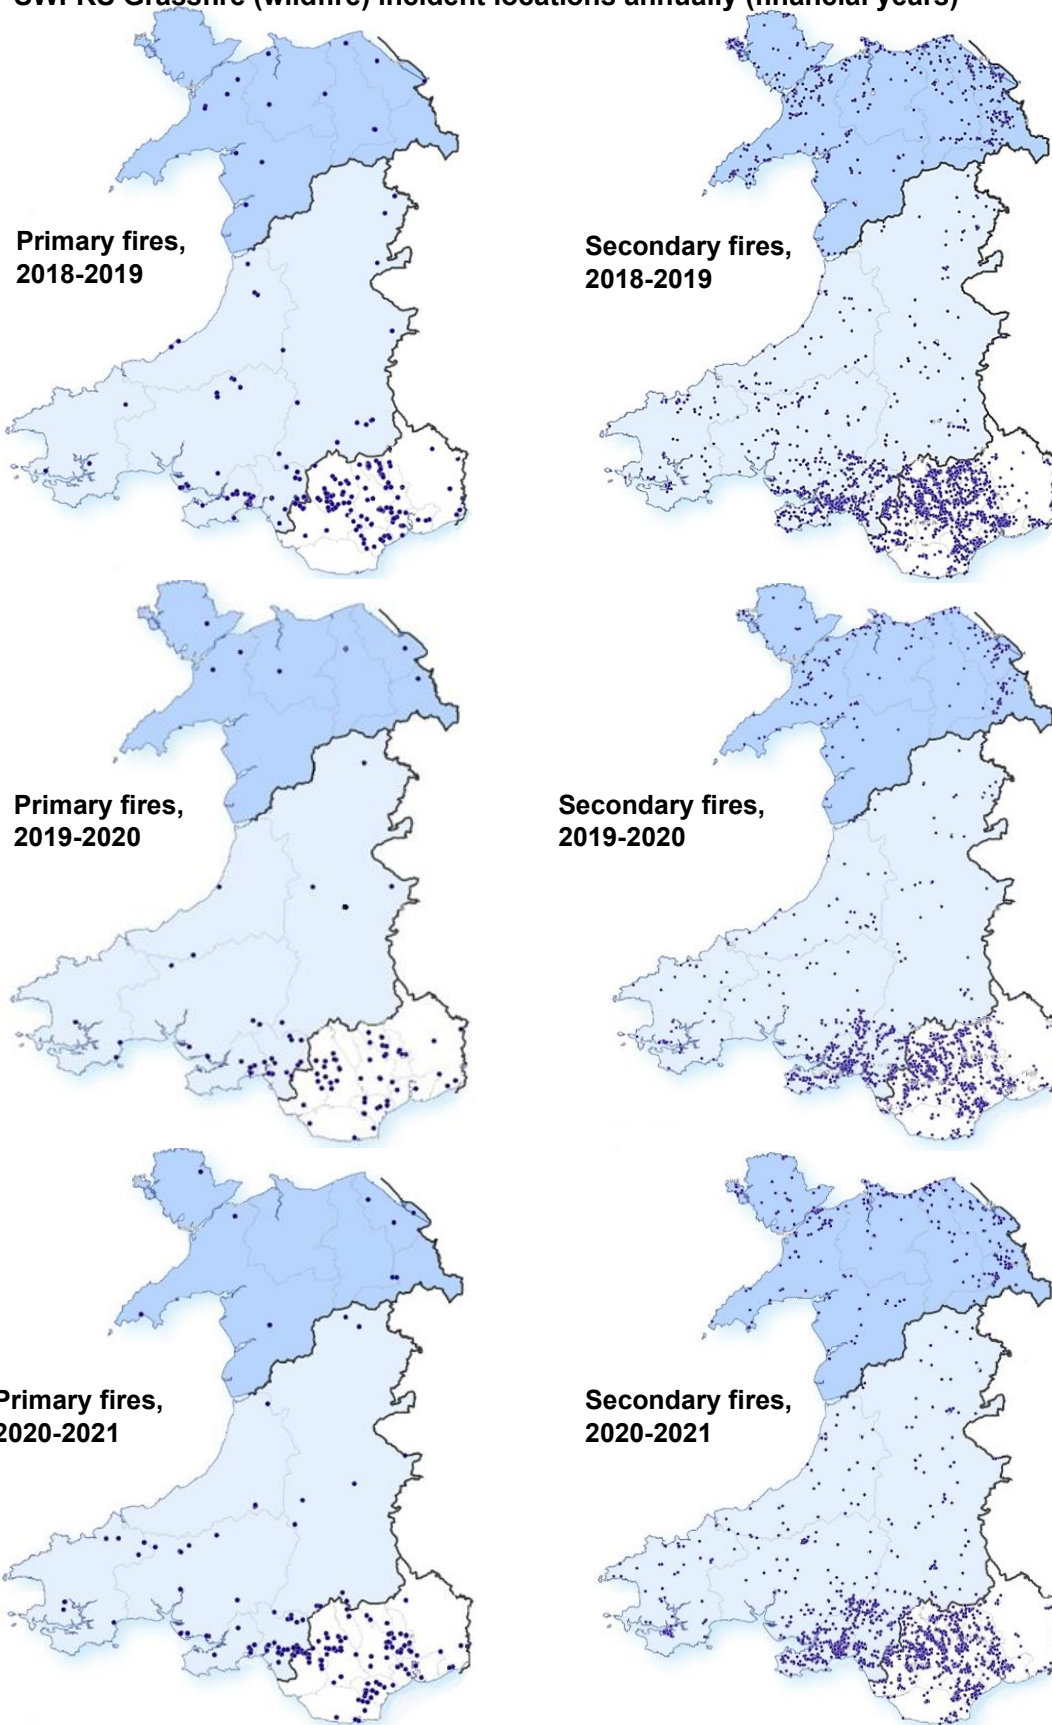 SWFRS Grassfire (wildfire) incident locations annually (financial years)
Primary fires,
2018-2019
Secondary fires,
2018-2019
Primary fires,
2019-2020
Secondary fires,
2019-2020
Primary fires,
2020-2021
Secondary fires,
2020-2021